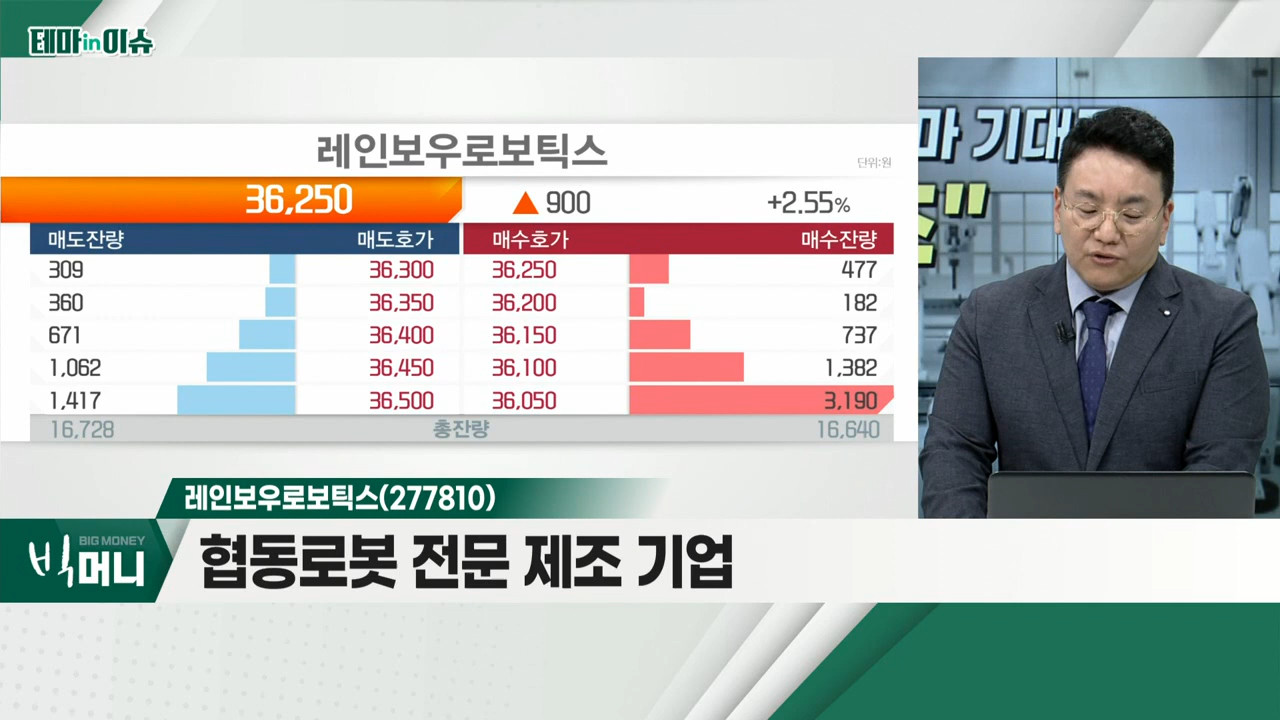 테마in이슈
레인보우로보틱스
단위:원
36,250 ▲ 900 +2.55%
매도잔량 매도호가 매수호가 매수잔량
309 36,300 36,250 477
360 36,350 36,200 182
671 36,400 36,150 737
1,062 36,450 36,100 1,382
1,417 36,500 36,050 3,190
16,728 총잔량 16,640
마 기대
"
레인보우로보틱스(277810)
BIG MONEY
빅머니
협동로봇 전문 제조 기업